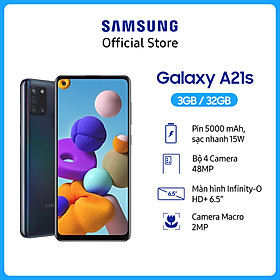 SAMSUNG
Official Store
Galaxy A21s
3GB / 32GB
Pin 5000 mAh,
sạc nhanh 15W
Bộ 4 Camera
48MP
6.5"
Màn hình Infinity-O
HD+ 6.5"
Camera Macro
2MP